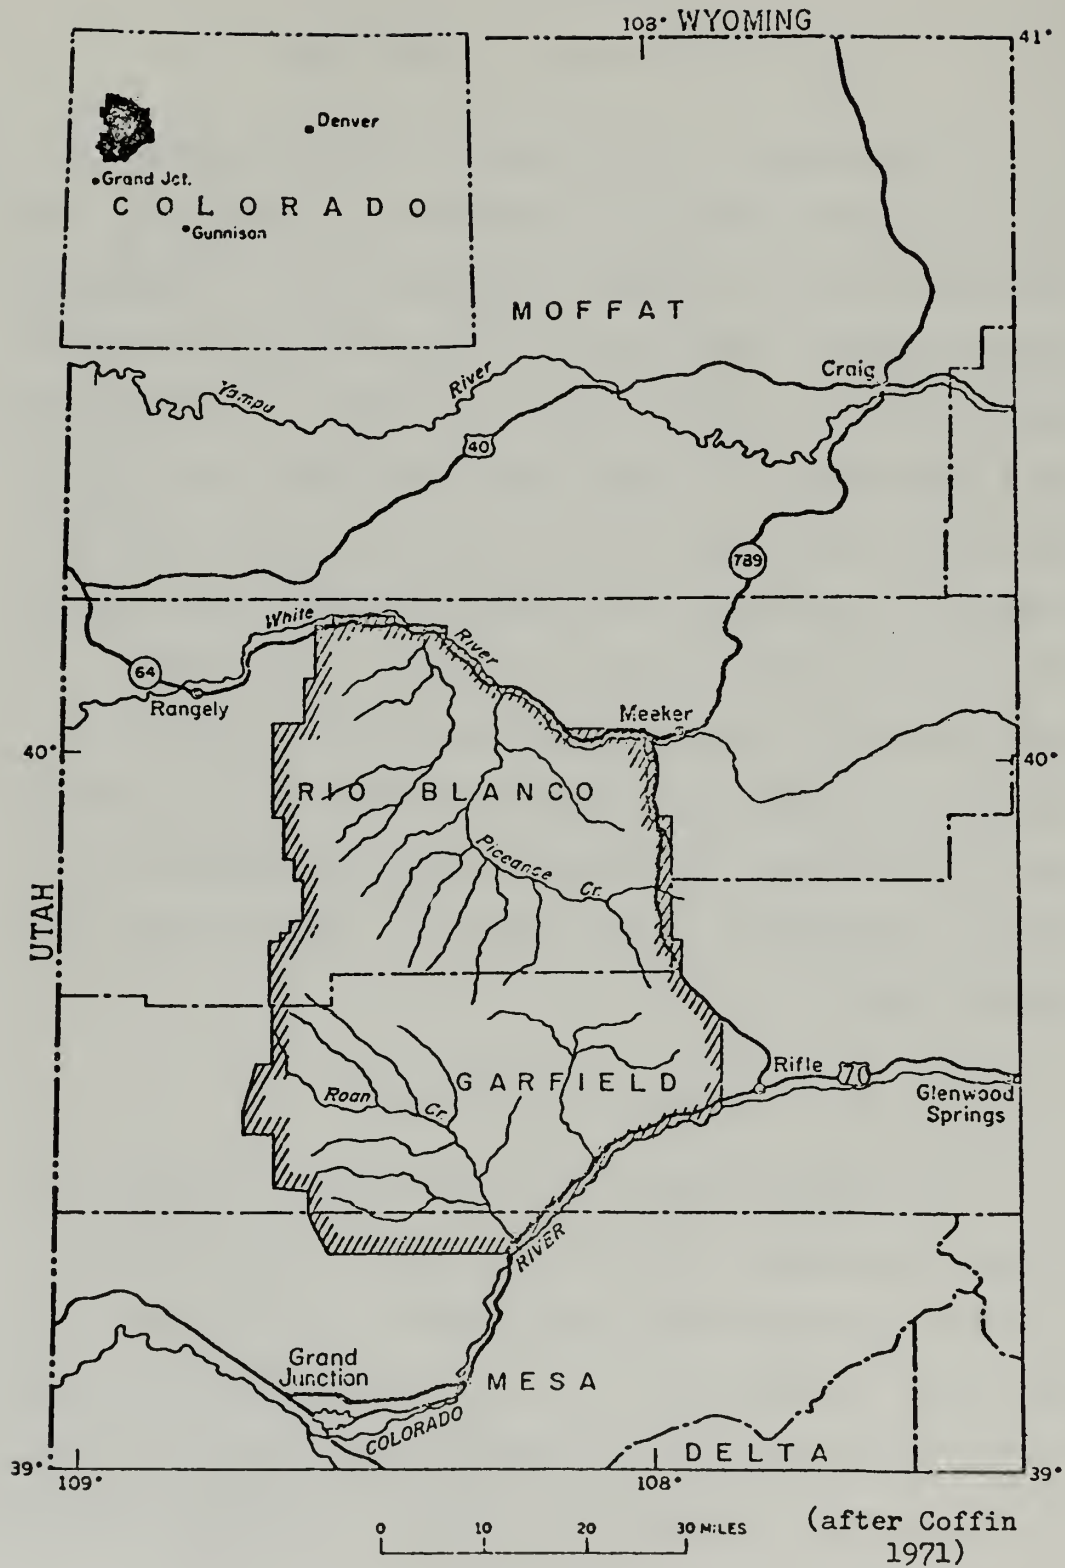 108° WYOMING
41°
Denver
Grand Jct.
COLORADO
Gunnison
MOFFAT
Craig
Yampu River
40
789
White River
64
Rangely
Meeker
40°
40°
RIO BLANCO
Piceance Cr.
UTAH
Rifle
70
GARFIELD
Glenwood
Springs
Roan Cr.
RIVER
Grand
Junction
MESA
COLORADO
DELTA
39°
39°
109°
108°
0 10 20 30 MILES
(after Coffin
1971)